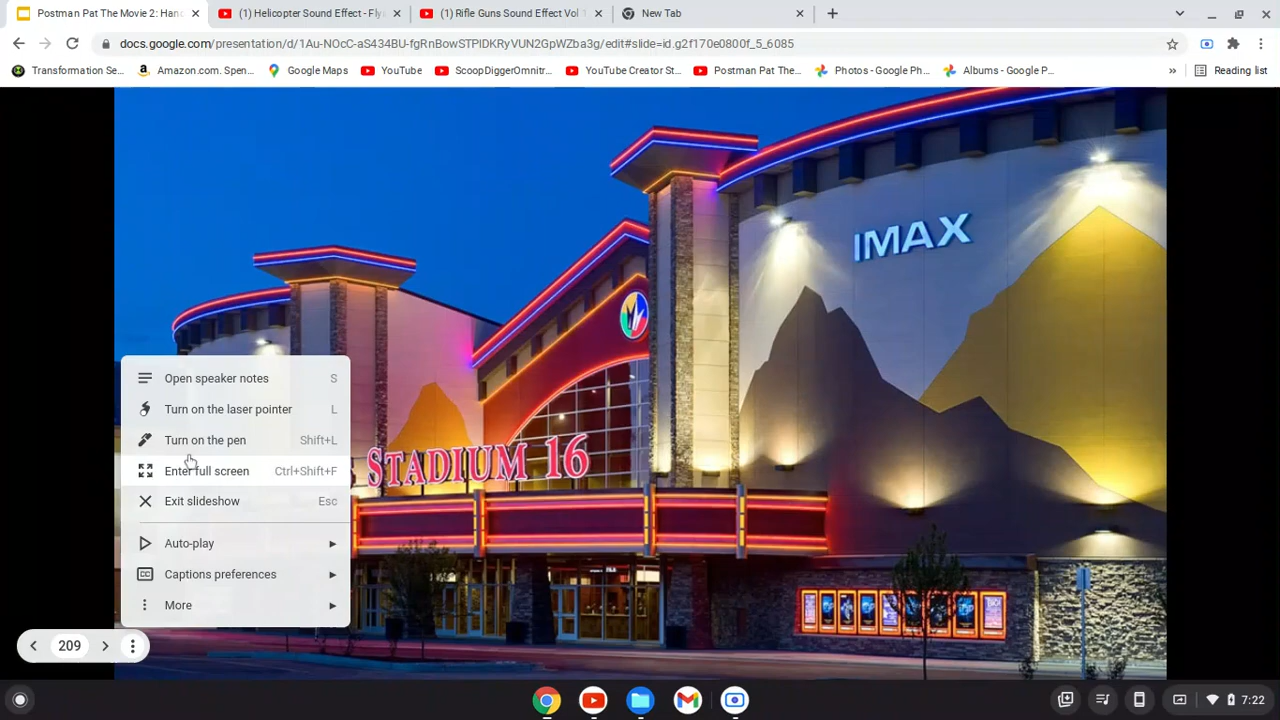 Postman Pat The Movie 2: Hand
(1) Helicopter Sound Effect - Flyi
(1) Rifle Guns Sound Effect Vol 1
New Tab
docs.google.com/presentation/d/1Au-NOcC-aS434BU-fgRnBowSTPIDKRyVUN2GpWZba3g/edit#slide=id.g2f170e0800f_5_6085
Transformation Se...
Amazon.com. Spen...
Google Maps
YouTube
ScoopDiggerOmnitr...
YouTube Creator St...
Postman Pat The...
Photos - Google Ph...
Albums - Google P...
»
Reading list
IMAX
STADIUM 16
Open speaker notes S
Turn on the laser pointer L
Turn on the pen Shift+L
Enter full screen Ctrl+Shift+F
Exit slideshow Esc
Auto-play
CC Captions preferences
More
209
7:22